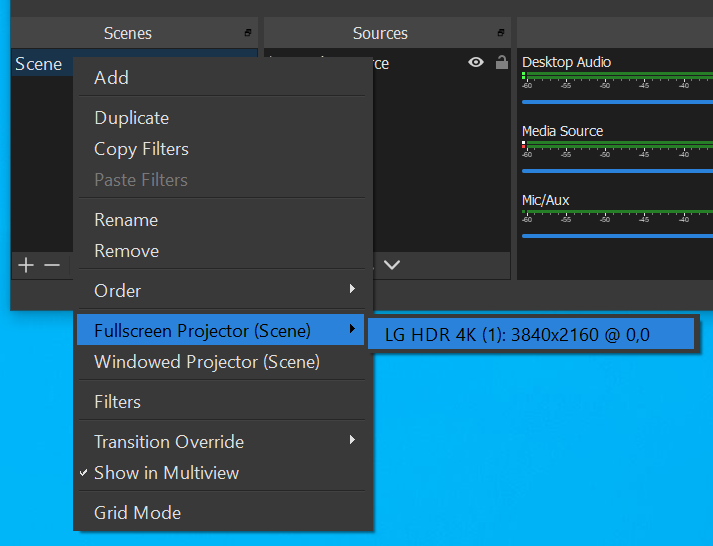 Scenes
Sources
Scene
Add
Duplicate
Copy Filters
Paste Filters
Rename
Remove
Order
Fullscreen Projector (Scene)
LG HDR 4K (1): 3840x2160 @ 0,0
Windowed Projector (Scene)
Filters
Transition Override
Show in Multiview
Grid Mode
Desktop Audio
-60 -55 -50 -45 -40
Media Source
-60 -55 -50 -45 -40
Mic/Aux
-60 -55 -50 -45 -40